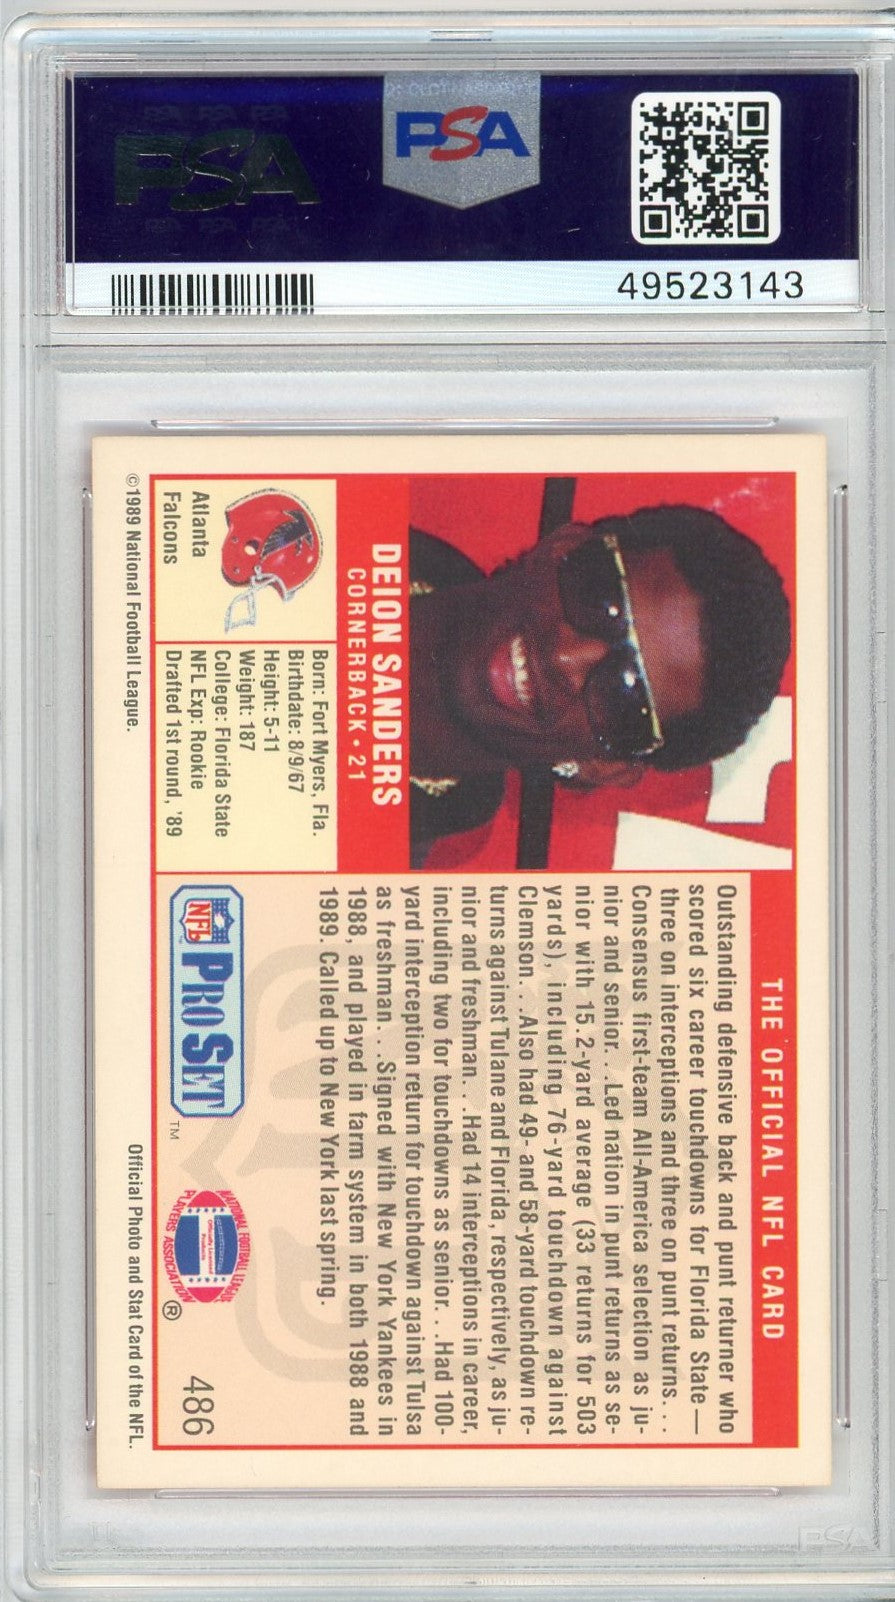 PSA
PSA
49523143
THE OFFICIAL NFL CARD
DEION SANDERS
CORNERBACK • 21
Atlanta
Falcons
Born: Fort Myers, Fla.
Birthdate: 8/9/67
Height: 5-11
Weight: 187
College: Florida State
NFL Exp: Rookie
Drafted 1st round, '89
Outstanding defensive back and punt returner who
scored six career touchdowns for Florida State—
three on interceptions and three on punt returns. . .
Consensus first-team All-America selection as ju-
nior and senior. . .Led nation in punt returns as se-
nior with 15.2-yard average (33 returns for 503
yards), including 76-yard touchdown against
Clemson. . .Also had 49- and 58-yard touchdown re-
turns against Tulane and Florida, respectively, as ju-
nior and freshman. . .Had 14 interceptions in career,
including two for touchdowns as senior. . .Had 100-
yard interception return for touchdown against Tulsa
as freshman. . .Signed with New York Yankees in
1988, and played in farm system in both 1988 and
1989. Called up to New York last spring.
NFL PRO SET ™
NATIONAL FOOTBALL LEAGUE
PLAYERS ASSOCIATION
®
486
©1989 National Football League.
Official Photo and Stat Card of the NFL.
PSA